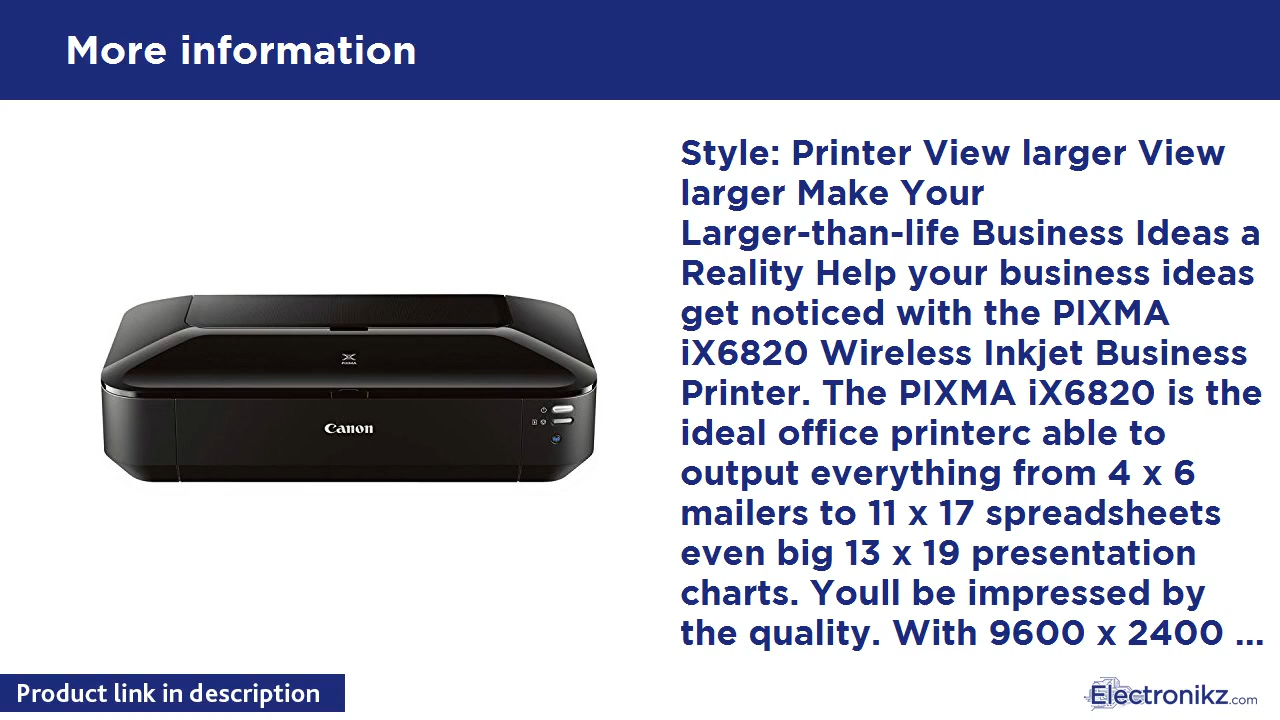 More information
Style: Printer View larger View
larger Make Your
Larger-than-life Business Ideas a
Reality Help your business ideas
get noticed with the PIXMA
iX6820 Wireless Inkjet Business
Printer. The PIXMA iX6820 is the
ideal office printerc able to
output everything from 4 x 6
mailers to 11 x 17 spreadsheets
even big 13 x 19 presentation
charts. Youll be impressed by
the quality. With 9600 x 2400 ...
PIXMA
Canon
Product link in description
Electronikz.com